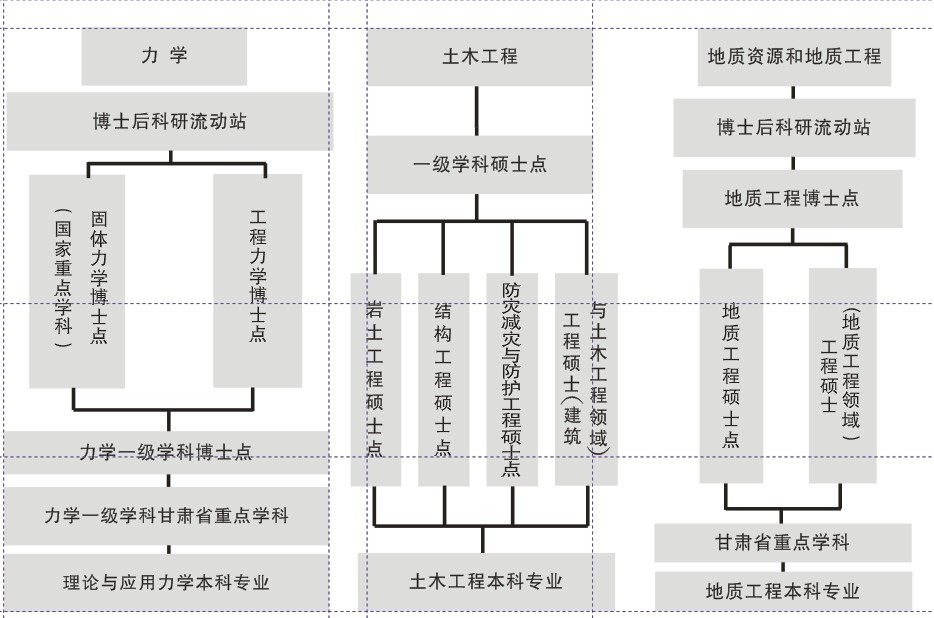 力 学
博士后科研流动站
固体力学博士点
（国家重点学科）
工程力学博士点
力学一级学科博士点
力学一级学科甘肃省重点学科
理论与应用力学本科专业
土木工程
一级学科硕士点
岩土工程硕士点
结构工程硕士点
防灾减灾与防护工程硕士点
工程硕士（建筑
与土木工程领域）
土木工程本科专业
地质资源和地质工程
博士后科研流动站
地质工程博士点
地质工程硕士点
工程硕士
（地质工程领域）
甘肃省重点学科
地质工程本科专业